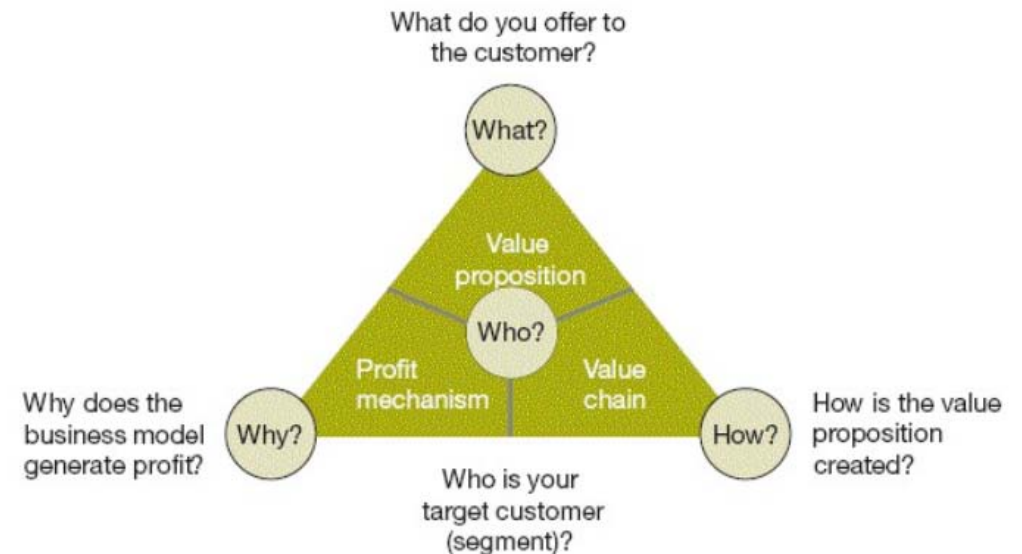 What do you offer to
the customer?
What?
Value
proposition
Who?
Profit
mechanism
Value
chain
Why does the
business model
generate profit?
Why?
How?
How is the value
proposition
created?
Who is your
target customer
(segment)?